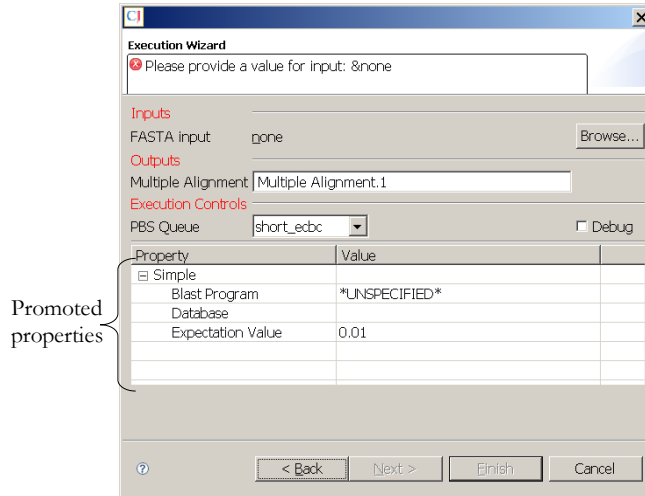 CJ
Execution Wizard
Please provide a value for input: &none
Inputs
FASTA input none Browse...
Outputs
Multiple Alignment Multiple Alignment.1
Execution Controls
PBS Queue short_ecbc Debug
Property Value
Simple
Blast Program *UNSPECIFIED*
Database
Expectation Value 0.01
Promoted
properties
? < Back Next > Finish Cancel